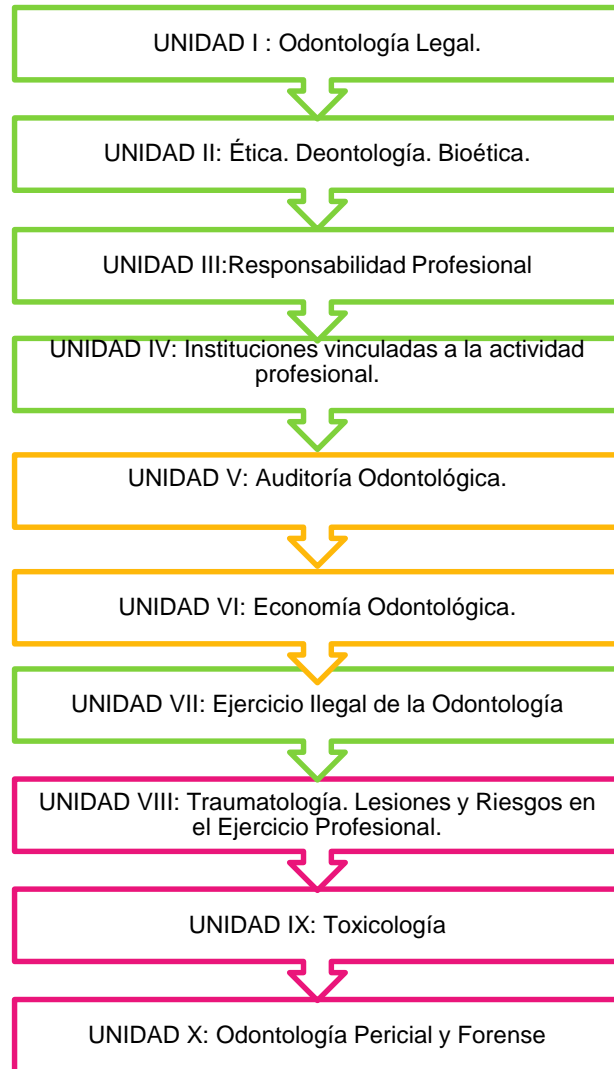 UNIDAD I : Odontología Legal.
UNIDAD II: Ética. Deontología. Bioética.
UNIDAD III:Responsabilidad Profesional
UNIDAD IV: Instituciones vinculadas a la actividad
profesional.
UNIDAD V: Auditoría Odontológica.
UNIDAD VI: Economía Odontológica.
UNIDAD VII: Ejercicio Ilegal de la Odontología
UNIDAD VIII: Traumatología. Lesiones y Riesgos en
el Ejercicio Profesional.
UNIDAD IX: Toxicología
UNIDAD X: Odontología Pericial y Forense